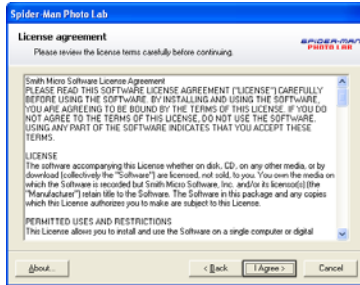 Spider-Man Photo Lab
License agreement
Please review the license terms carefully before continuing.
SPIDER-MAN
PHOTO LAB
Smith Micro Software License Agreement
PLEASE READ THIS SOFTWARE LICENSE AGREEMENT ("LICENSE") CAREFULLY
BEFORE USING THE SOFTWARE. BY INSTALLING AND USING THE SOFTWARE,
YOU ARE AGREEING TO BE BOUND BY THE TERMS OF THIS LICENSE. IF YOU DO
NOT AGREE TO THE TERMS OF THIS LICENSE, DO NOT USE THE SOFTWARE.
USING ANY PART OF THE SOFTWARE INDICATES THAT YOU ACCEPT THESE
TERMS.
LICENSE
The software accompanying this License whether on disk, CD, on any other media, or by
download (collectively the "Software") are licensed, not sold, to you. You own the media on
which the Software is recorded but Smith Micro Software, Inc. and/or its licensor(s) (the
"Manufacturer") retain title to the Software. The Software in this package and any copies
which this License authorizes you to make are subject to this License.
PERMITTED USES AND RESTRICTIONS
This License allows you to install and use the Software on a single computer or digital
About...
< Back
I Agree >
Cancel